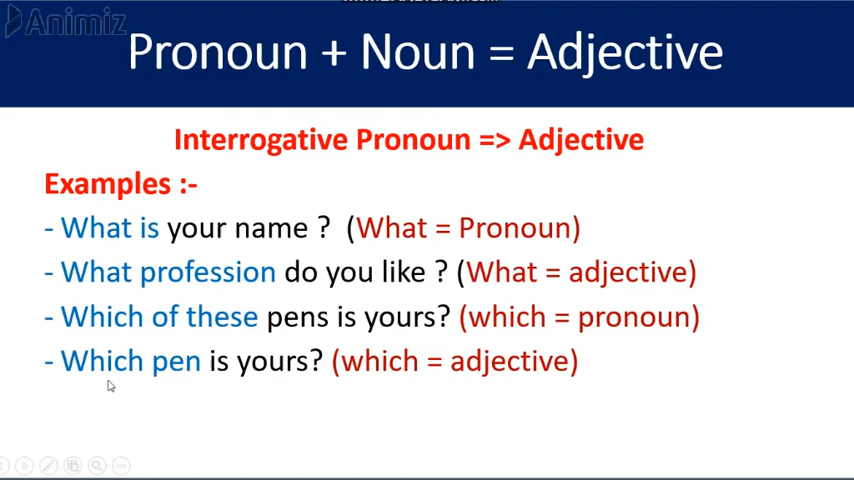 Animiz
Pronoun + Noun = Adjective
Interrogative Pronoun => Adjective
Examples :-
- What is your name ? (What = Pronoun)
- What profession do you like ? (What = adjective)
- Which of these pens is yours? (which = pronoun)
- Which pen is yours? (which = adjective)